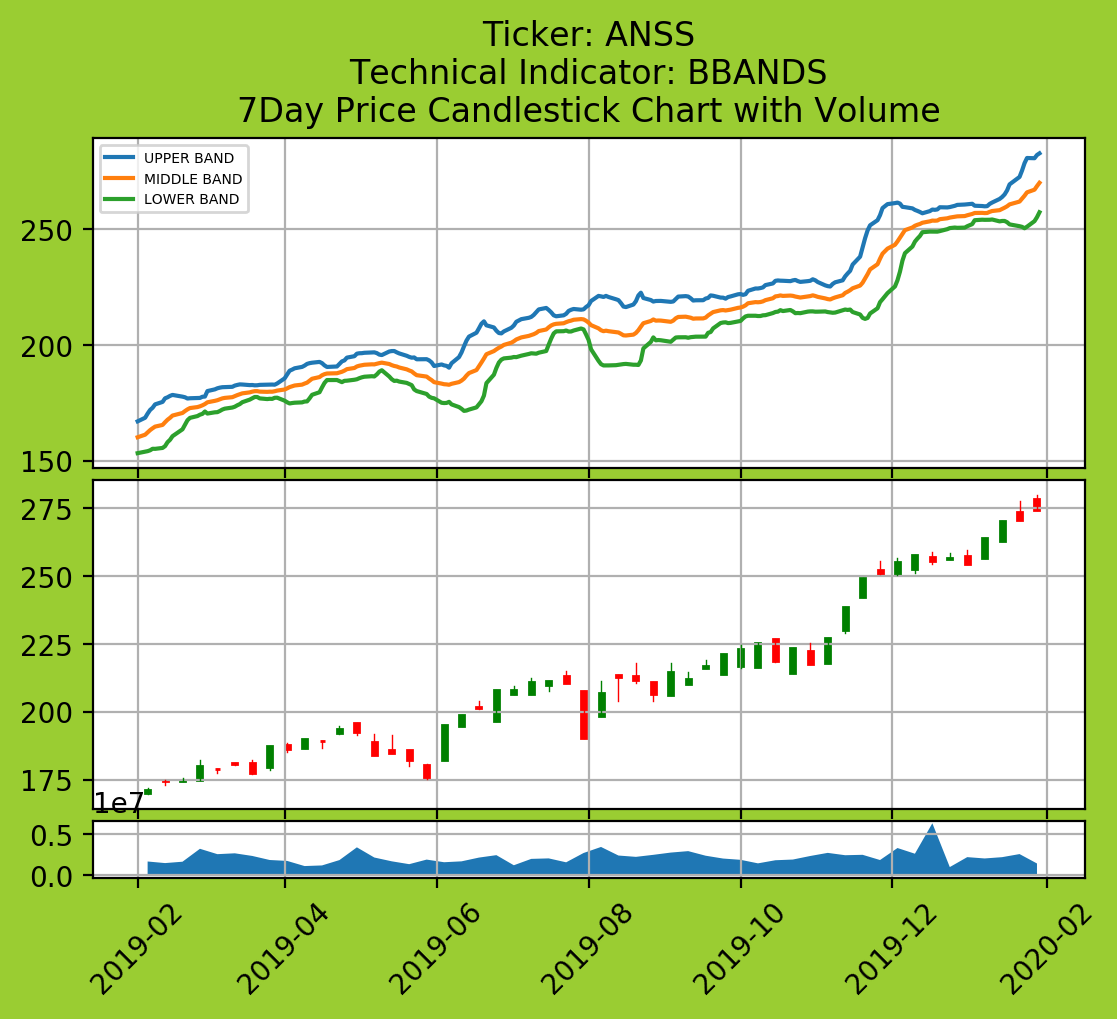 Ticker: ANSS
Technical Indicator: BBANDS
7Day Price Candlestick Chart with Volume
UPPER BAND
MIDDLE BAND
LOWER BAND
250
200
150
275
250
225
200
175
1e7
0.5
0.0
2019-02
2019-04
2019-06
2019-08
2019-10
2019-12
2020-02